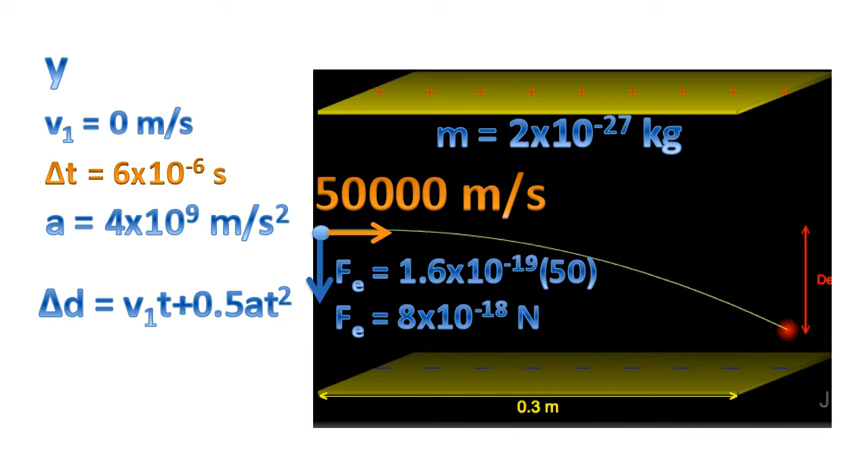 y
v₁ = 0 m/s
Δt = 6x10⁻⁶ s
a = 4x10⁹ m/s²
Δd = v₁t+0.5at²
+ + + + + + + +
m = 2x10⁻²⁷ kg
50000 m/s
Fₑ = 1.6x10⁻¹⁹(50)
Fₑ = 8x10⁻¹⁸ N
− − − − − − − −
0.3 m